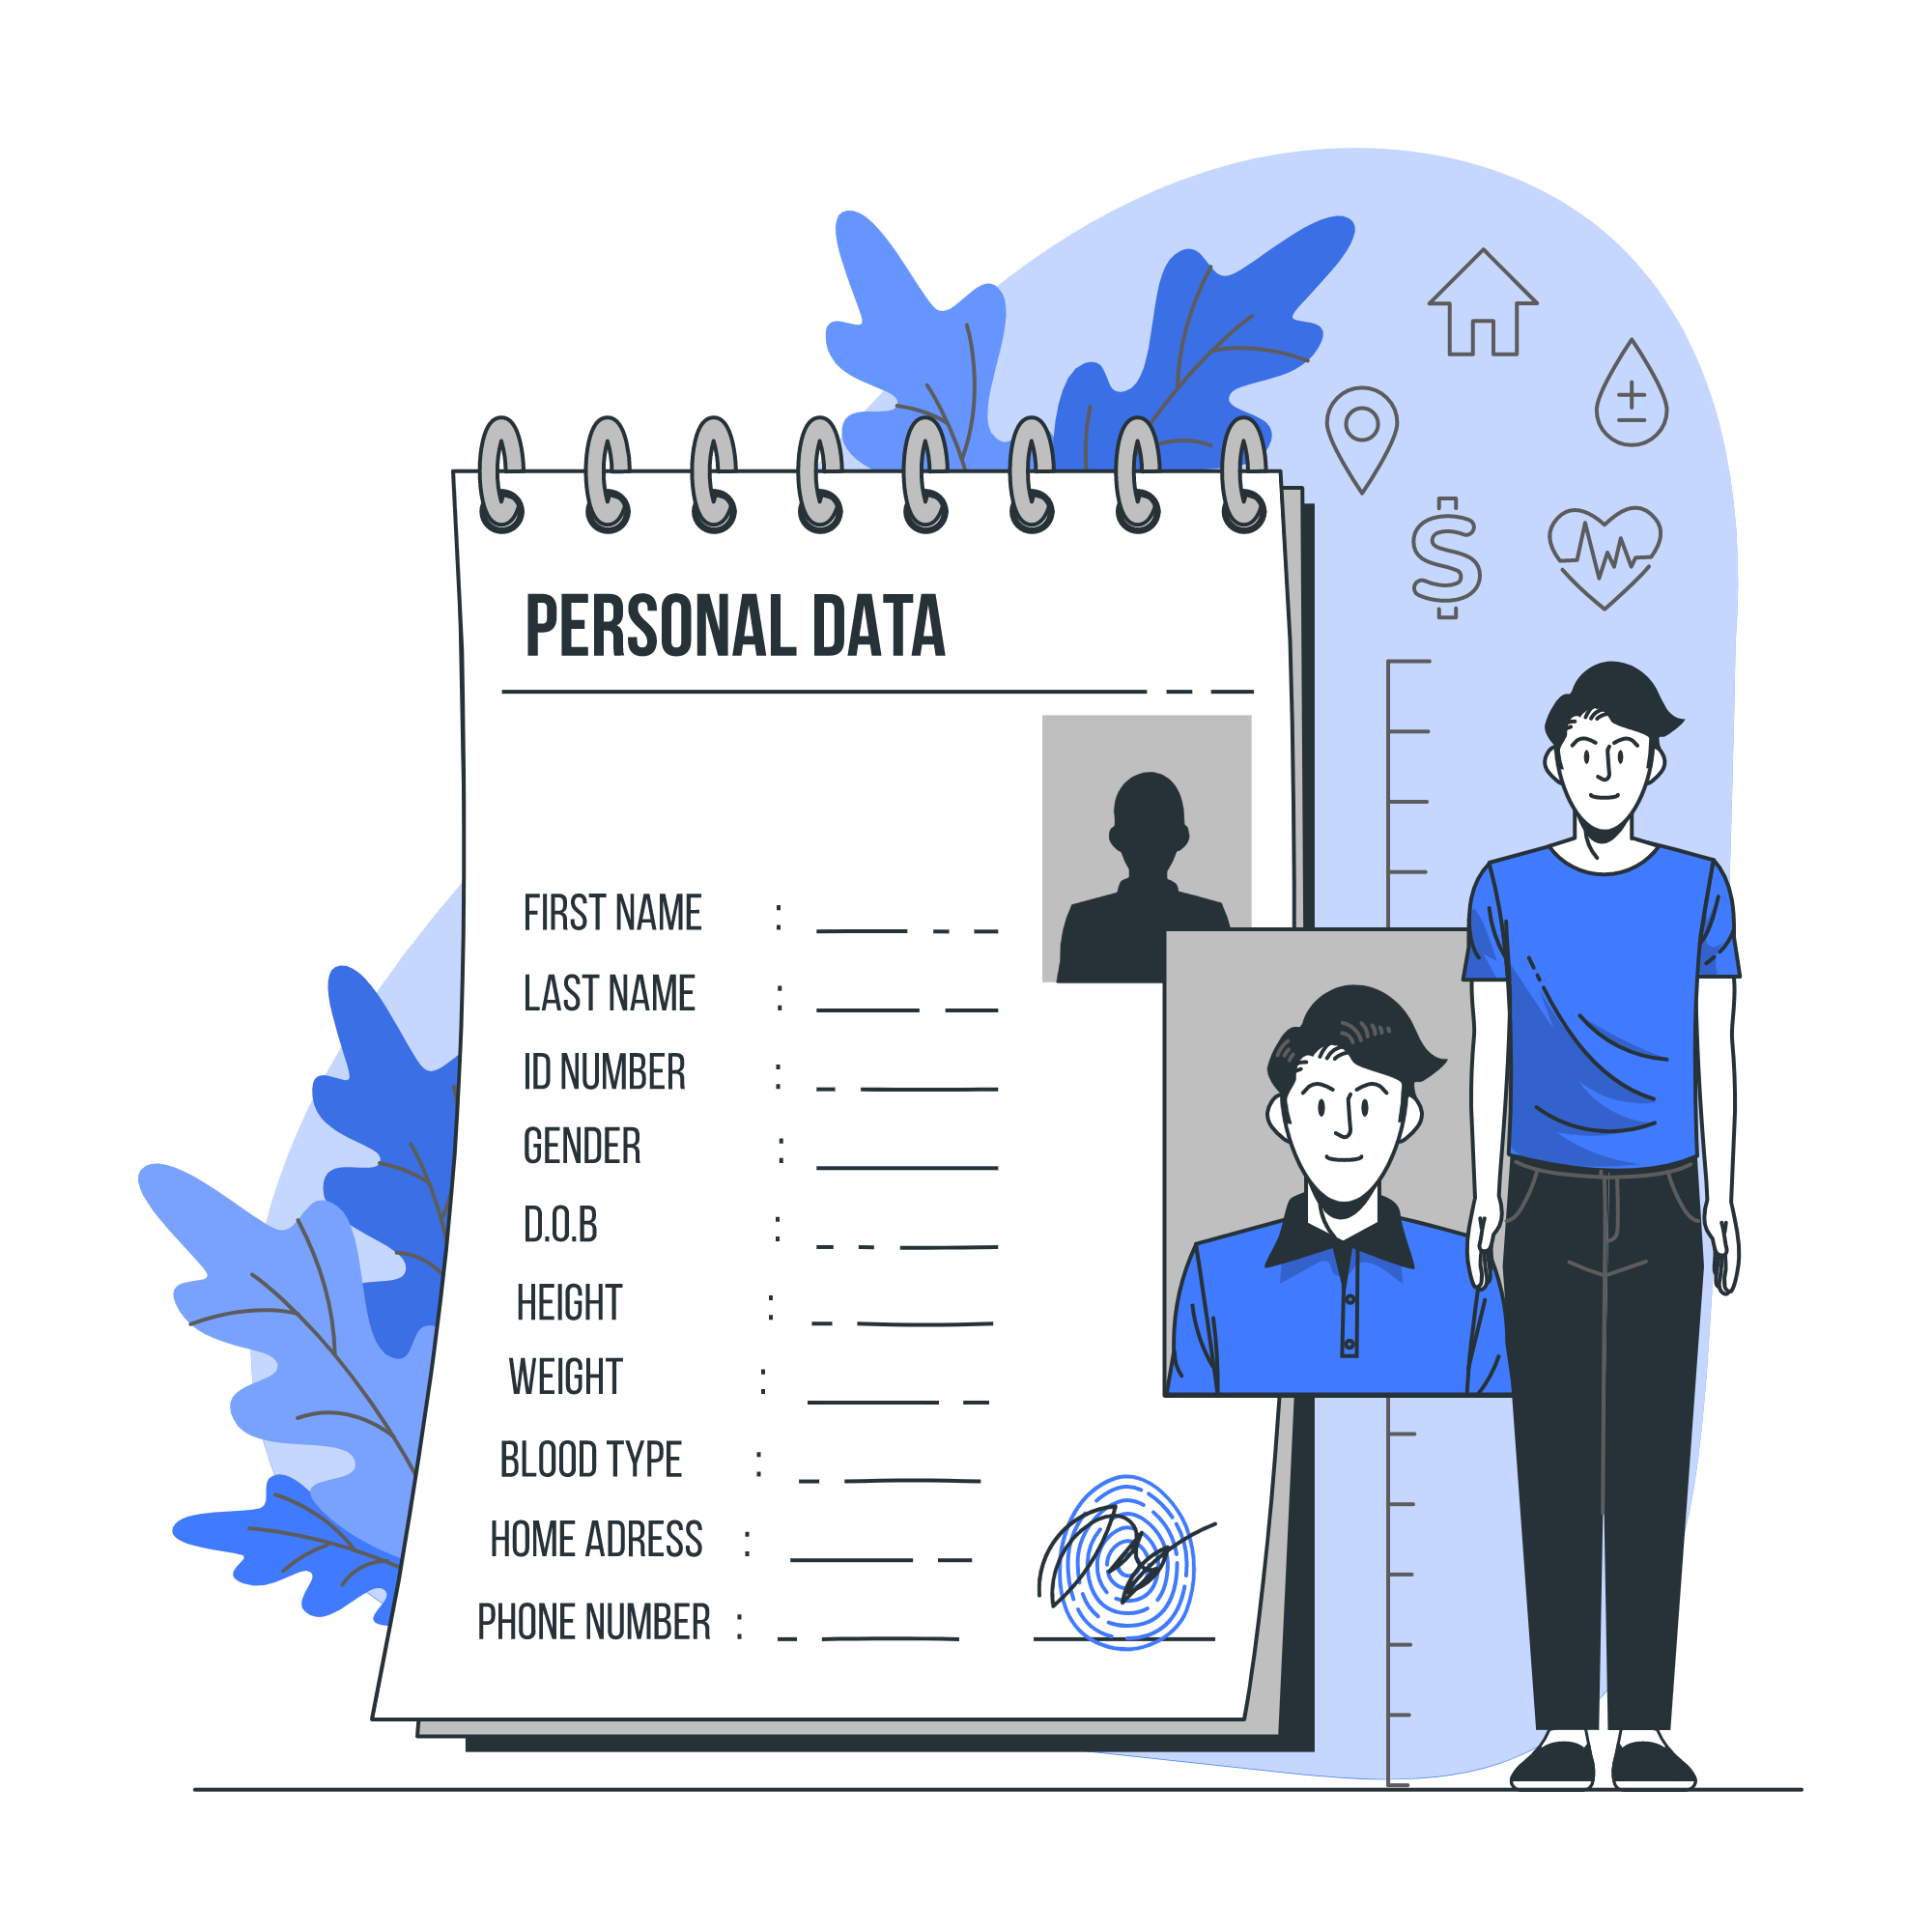 PERSONAL DATA
FIRST NAME :
LAST NAME :
ID NUMBER :
GENDER :
D.O.B :
HEIGHT :
WEIGHT :
BLOOD TYPE :
HOME ADRESS :
PHONE NUMBER :